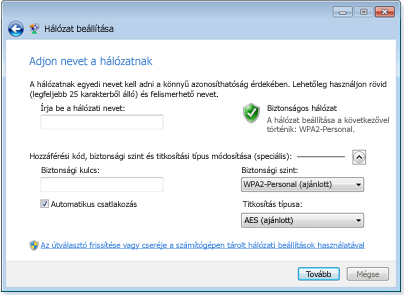 Hálózat beállítása
Adjon nevet a hálózatnak
A hálózatnak egyedi nevet kell adni a könnyű azonosíthatóság érdekében. Lehetőleg használjon rövid
(legfeljebb 25 karakterből álló) és felismerhető nevet.
Írja be a hálózati nevet:
Biztonságos hálózat
A hálózat beállítása a következővel
történik: WPA2-Personal.
Hozzáférési kód, biztonsági szint és titkosítási típus módosítása (speciális):
Biztonsági kulcs:
Biztonsági szint:
WPA2-Personal (ajánlott)
Automatikus csatlakozás
Titkosítás típusa:
AES (ajánlott)
Az útválasztó frissítése vagy cseréje a számítógépen tárolt hálózati beállítások használatával
Tovább
Mégse